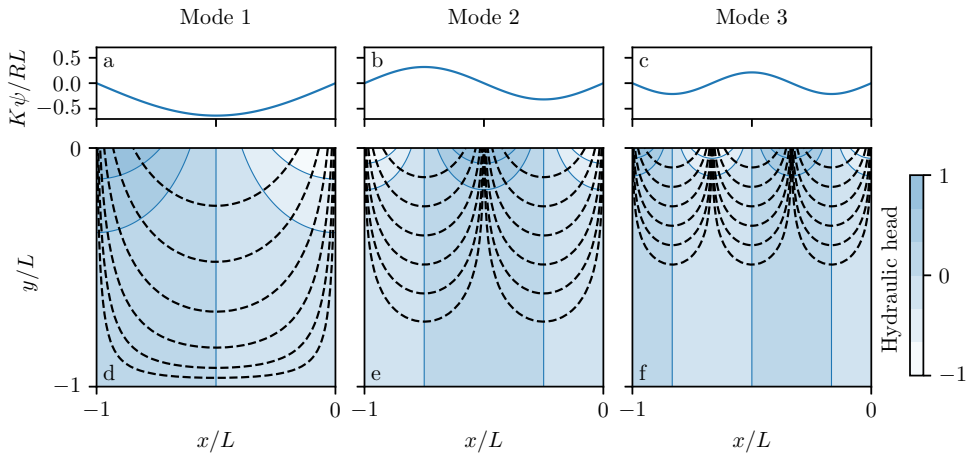 Mode 1 Mode 2 Mode 3
Kψ/RL
0.5
0.0
−0.5
a b c
−1 0 −1 0 −1 0
y/L
0
−1
d e f
x/L x/L x/L
Hydraulic head
1
0
−1